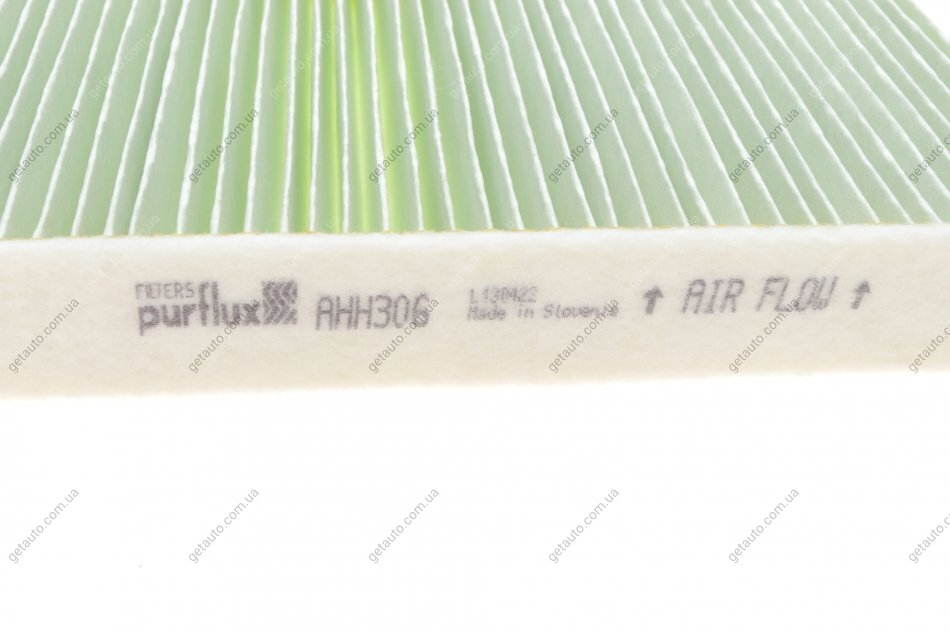 FILTERS
purflux AHH306
L130422
Made in Slovenia
↑ AIR FLOW ↑
getauto.com.ua